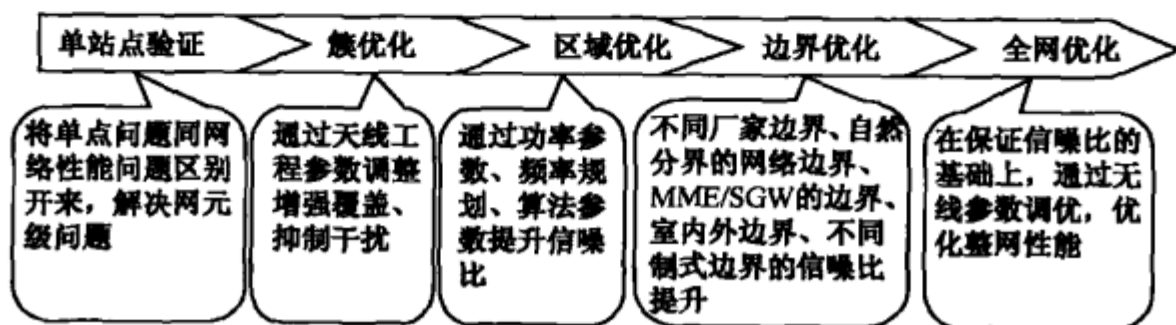 单站点验证
簇优化
区域优化
边界优化
全网优化
将单点问题同网
络性能问题区别
开来，解决网元
级问题
通过天线工
程参数调整
增强覆盖、
抑制干扰
通过功率参
数、频率规
划、算法参
数提升信噪
比
不同厂家边界、自然
分界的网络边界、
MME/SGW的边界、
室内外边界、不同
制式边界的信噪比
提升
在保证信噪比的
基础上，通过无
线参数调优，优
化整网性能